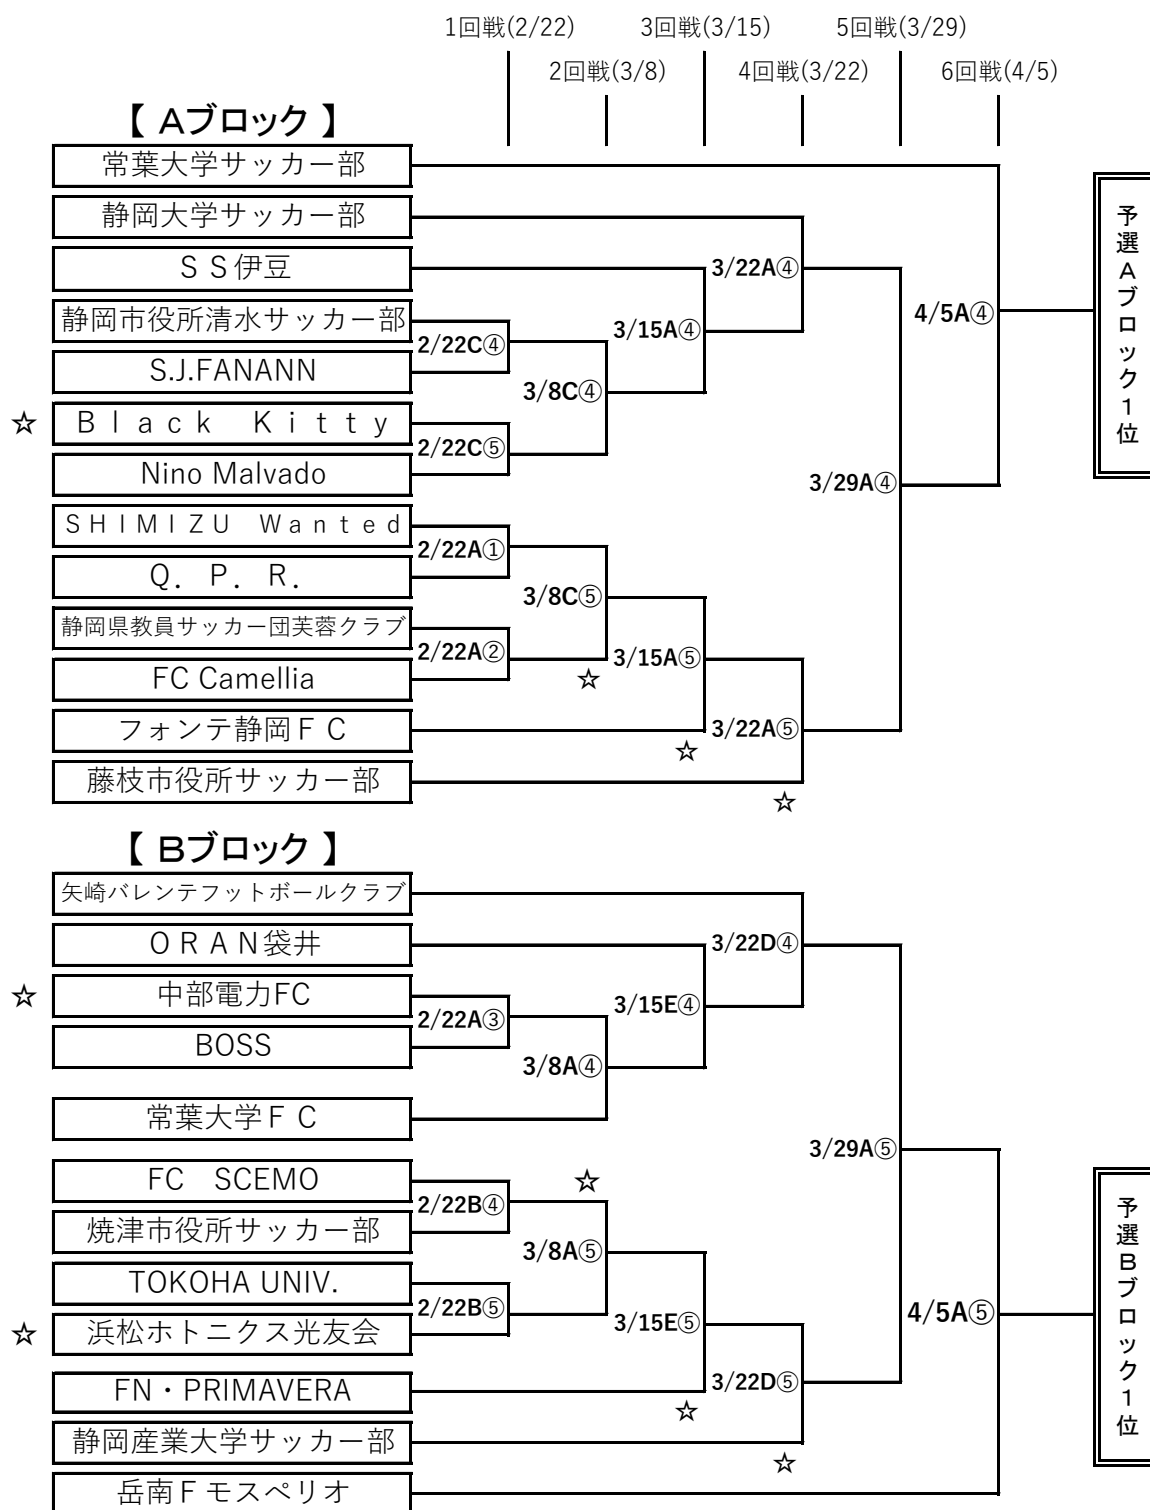 1回戦(2/22)
3回戦(3/15)
5回戦(3/29)
2回戦(3/8)
4回戦(3/22)
6回戦(4/5)
【 Aブロック 】
常葉大学サッカー部
静岡大学サッカー部
ＳＳ伊豆
3/22A④
静岡市役所清水サッカー部
2/22C④
3/15A④
4/5A④
予選Aブロック1位
S.J.FANANN
3/8C④
☆
Ｂｌａｃｋ　Ｋｉｔｔｙ
2/22C⑤
Nino Malvado
3/29A④
ＳＨＩＭＩＺＵ　Ｗａｎｔｅｄ
2/22A①
Ｑ．Ｐ．Ｒ．
3/8C⑤
静岡県教員サッカー団芙蓉クラブ
2/22A②
3/15A⑤
FC Camellia
☆
フォンテ静岡ＦＣ
3/22A⑤
☆
藤枝市役所サッカー部
☆
【 Bブロック 】
矢崎バレンテフットボールクラブ
ＯＲＡＮ袋井
3/22D④
☆
中部電力FC
2/22A③
3/15E④
BOSS
3/8A④
常葉大学ＦＣ
3/29A⑤
FC　SCEMO
☆
2/22B④
焼津市役所サッカー部
3/8A⑤
TOKOHA UNIV.
2/22B⑤
4/5A⑤
予選Bブロック1位
☆
浜松ホトニクス光友会
3/15E⑤
FN・PRIMAVERA
3/22D⑤
☆
静岡産業大学サッカー部
☆
岳南Ｆモスペリオ